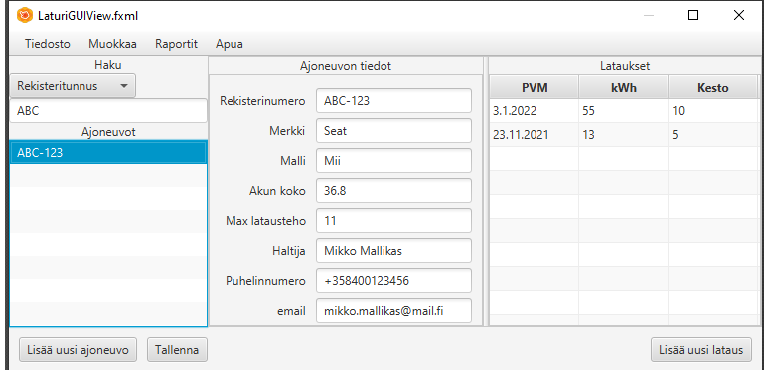 LaturiGUIView.fxml
Tiedosto Muokkaa Raportit Apua
Haku
Rekisteritunnus
ABC
Ajoneuvot
ABC-123
Ajoneuvon tiedot
Rekisterinumero ABC-123
Merkki Seat
Malli Mii
Akun koko 36.8
Max latausteho 11
Haltija Mikko Mallikas
Puhelinnumero +358400123456
email mikko.mallikas@mail.fi
Lataukset
PVM kWh Kesto
3.1.2022 55 10
23.11.2021 13 5
Lisää uusi ajoneuvo Tallenna Lisää uusi lataus